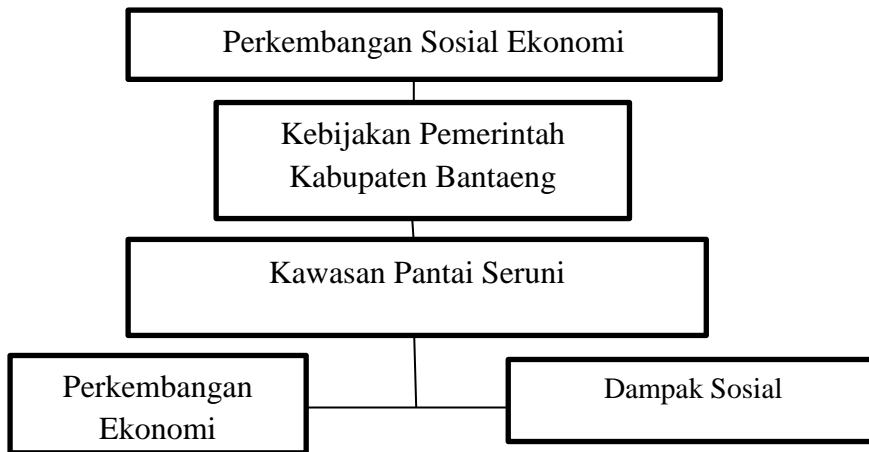 Perkembangan Sosial Ekonomi
Kebijakan Pemerintah
Kabupaten Bantaeng
Kawasan Pantai Seruni
Perkembangan
Ekonomi
Dampak Sosial